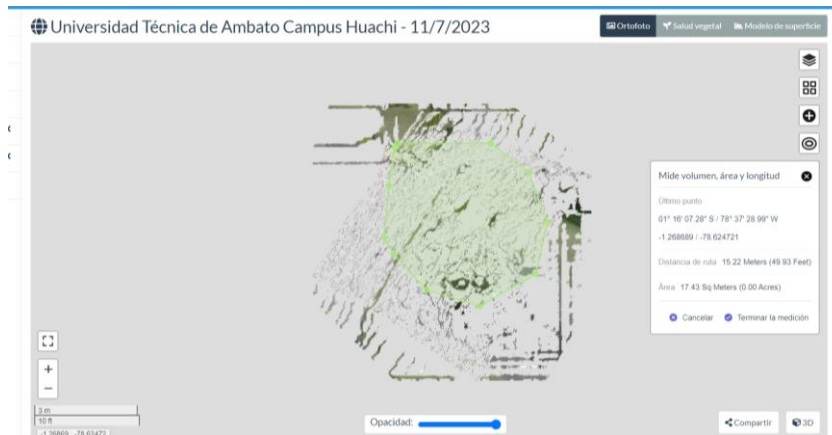 Universidad Técnica de Ambato Campus Huachi - 11/7/2023
Ortofoto Salud vegetal Modelo de superficie
Mide volumen, área y longitud
Último punto
01° 16' 07.28" S / 78° 37' 28.99" W
-1.268689 / -78.624721
Distancia de ruta 15.22 Meters (49.93 Feet)
Área 17.43 Sq Meters (0.00 Acres)
Cancelar Terminar la medición
+
−
3 m
10 ft
-1.26869 -78.62472
Opacidad:
Compartir 3D